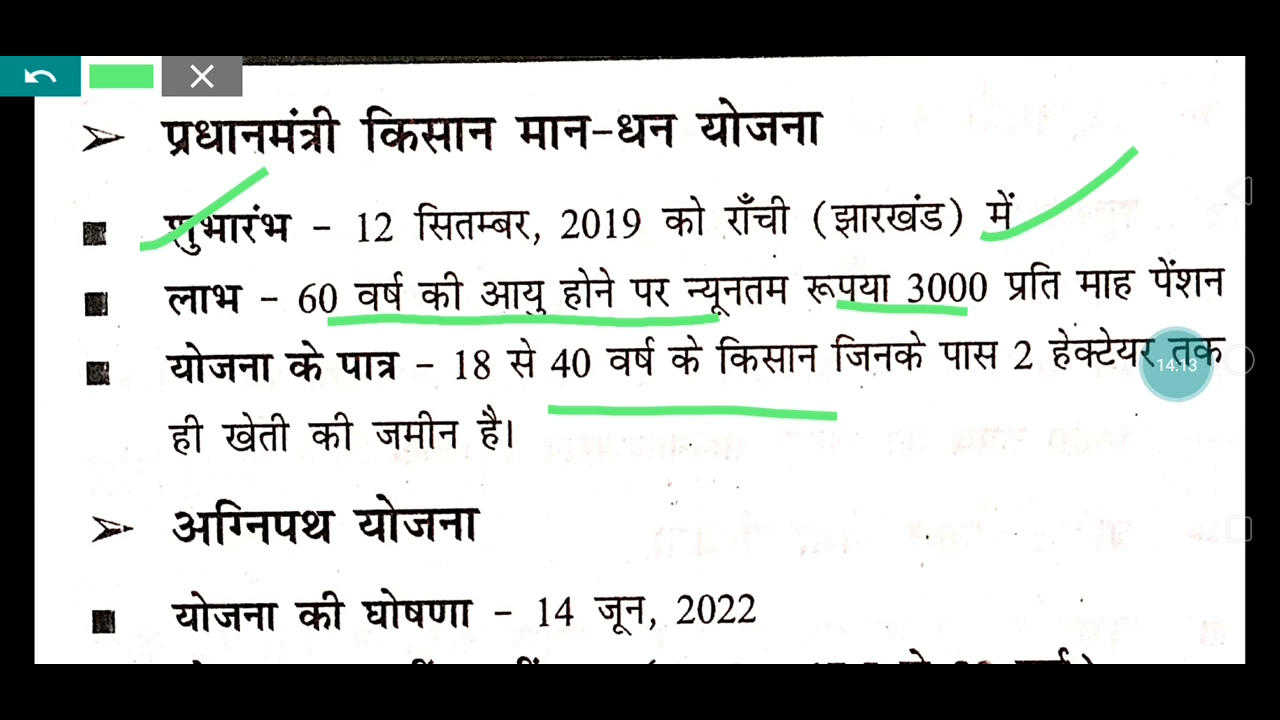 ➢ प्रधानमंत्री किसान मान-धन योजना
■ शुभारंभ - 12 सितम्बर, 2019 को राँची (झारखंड) में
■ लाभ - 60 वर्ष की आयु होने पर न्यूनतम रूपया 3000 प्रति माह पेंशन
■ योजना के पात्र - 18 से 40 वर्ष के किसान जिनके पास 2 हेक्टेयर तक
14:13
ही खेती की जमीन है।
➢ अग्निपथ योजना
■ योजना की घोषणा - 14 जून, 2022